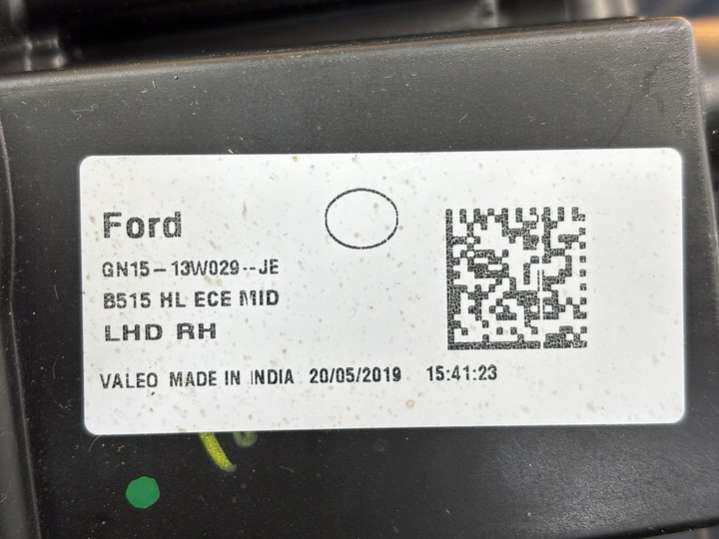 Ford
GN15-13W029--JE
B515 HL ECE MID
LHD RH
VALEO MADE IN INDIA 20/05/2019 15:41:23